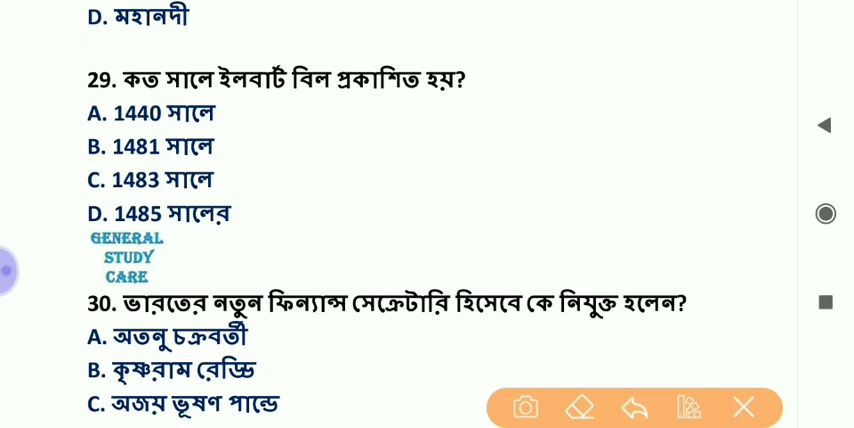 D. মহানদী
29. কত সালে ইলবার্ট বিল প্রকাশিত হয়?
A. 1440 সালে
B. 1481 সালে
C. 1483 সালে
D. 1485 সালের
GENERAL
STUDY
CARE
30. ভারতের নতুন ফিন্যান্স সেক্রেটারি হিসেবে কে নিযুক্ত হলেন?
A. অতনু চক্রবর্তী
B. কৃষ্ণরাম রেড্ডি
C. অজয় ভূষণ পান্ডে